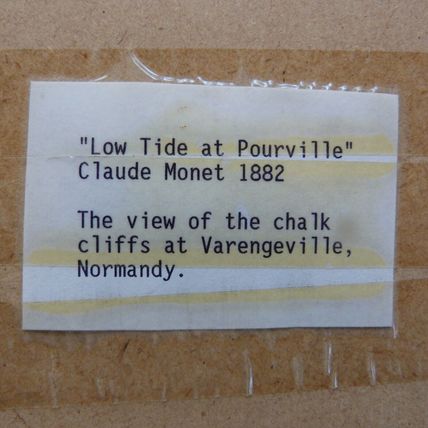 "Low Tide at Pourville"
Claude Monet 1882
The view of the chalk
cliffs at Varengeville,
Normandy.